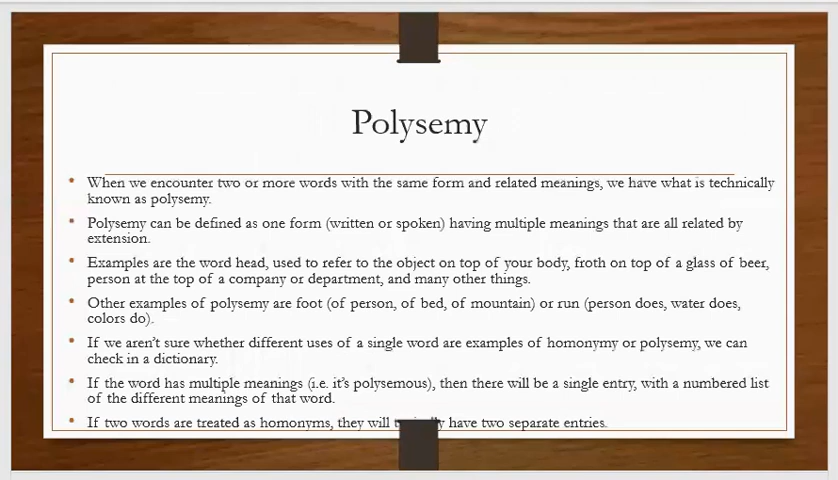 Polysemy
• When we encounter two or more words with the same form and related meanings, we have what is technically
known as polysemy.
• Polysemy can be defined as one form (written or spoken) having multiple meanings that are all related by
extension.
• Examples are the word head, used to refer to the object on top of your body, froth on top of a glass of beer,
person at the top of a company or department, and many other things.
• Other examples of polysemy are foot (of person, of bed, of mountain) or run (person does, water does,
colors do).
• If we aren't sure whether different uses of a single word are examples of homonymy or polysemy, we can
check in a dictionary.
• If the word has multiple meanings (i.e. it's polysemous), then there will be a single entry, with a numbered list
of the different meanings of that word.
• If two words are treated as homonyms, they will have two separate entries.